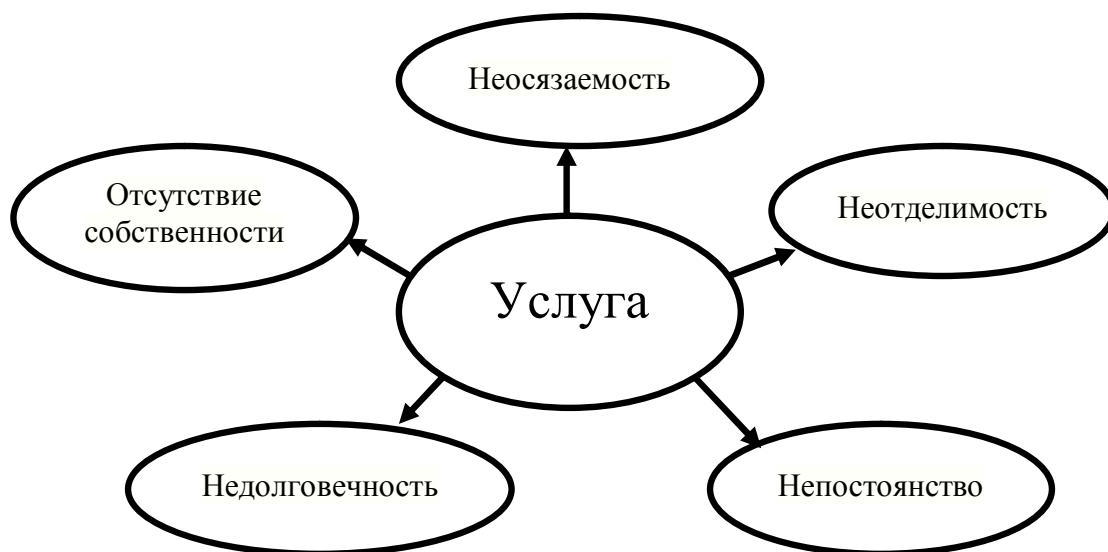 Неосязаемость
Отсутствие
собственности
Неотделимость
Услуга
Недолговечность
Непостоянство